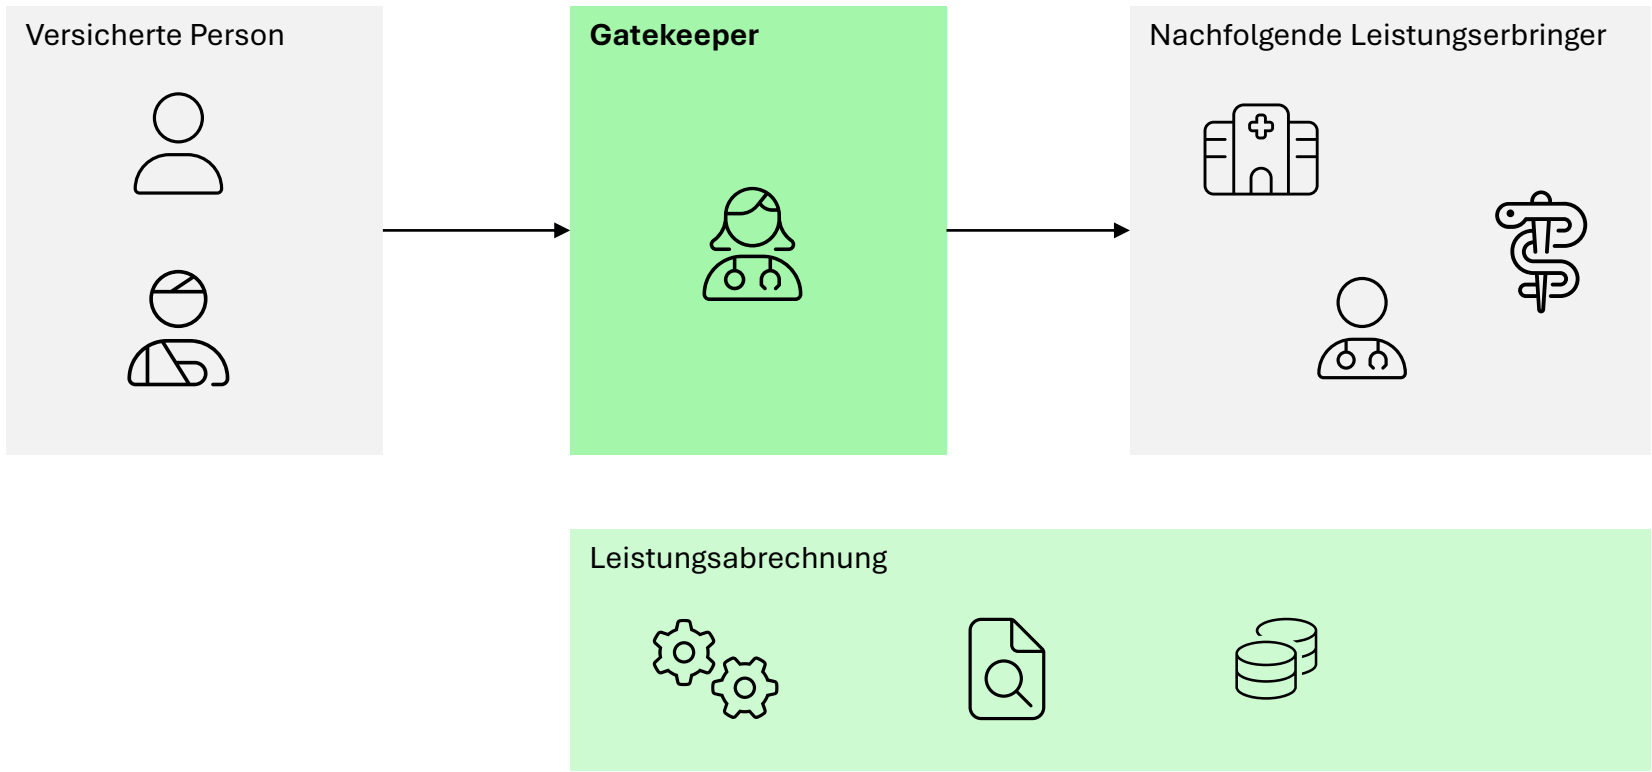 Versicherte Person
Gatekeeper
Nachfolgende Leistungserbringer
Leistungsabrechnung